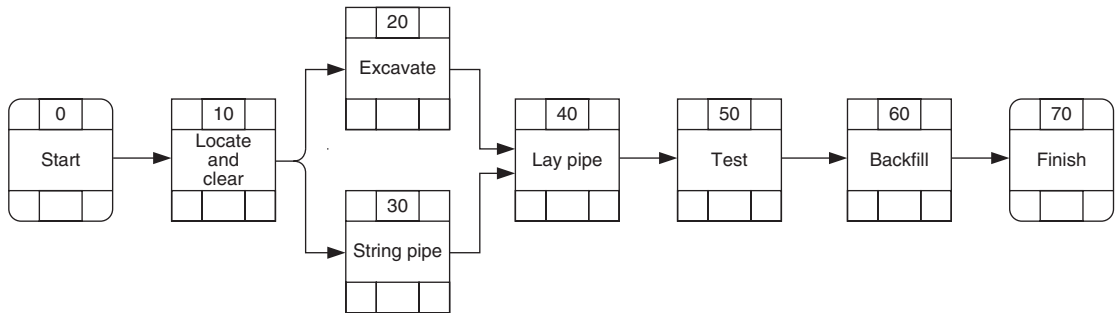 0
Start
10
Locate
and
clear
20
Excavate
30
String pipe
40
Lay pipe
50
Test
60
Backfill
70
Finish